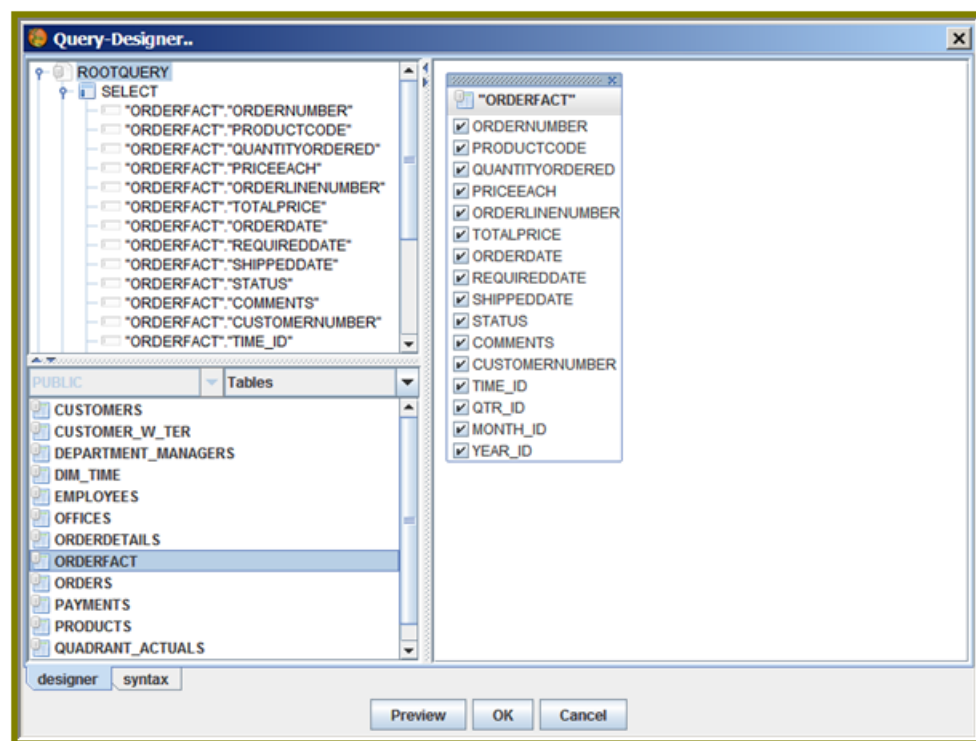 Query-Designer..
ROOTQUERY
SELECT
"ORDERFACT"."ORDERNUMBER"
"ORDERFACT"."PRODUCTCODE"
"ORDERFACT"."QUANTITYORDERED"
"ORDERFACT"."PRICEEACH"
"ORDERFACT"."ORDERLINENUMBER"
"ORDERFACT"."TOTALPRICE"
"ORDERFACT"."ORDERDATE"
"ORDERFACT"."REQUIREDDATE"
"ORDERFACT"."SHIPPEDDATE"
"ORDERFACT"."STATUS"
"ORDERFACT"."COMMENTS"
"ORDERFACT"."CUSTOMERNUMBER"
"ORDERFACT"."TIME_ID"
PUBLIC Tables
CUSTOMERS
CUSTOMER_W_TER
DEPARTMENT_MANAGERS
DIM_TIME
EMPLOYEES
OFFICES
ORDERDETAILS
ORDERFACT
ORDERS
PAYMENTS
PRODUCTS
QUADRANT_ACTUALS
"ORDERFACT"
ORDERNUMBER
PRODUCTCODE
QUANTITYORDERED
PRICEEACH
ORDERLINENUMBER
TOTALPRICE
ORDERDATE
REQUIREDDATE
SHIPPEDDATE
STATUS
COMMENTS
CUSTOMERNUMBER
TIME_ID
QTR_ID
MONTH_ID
YEAR_ID
designer syntax
Preview OK Cancel